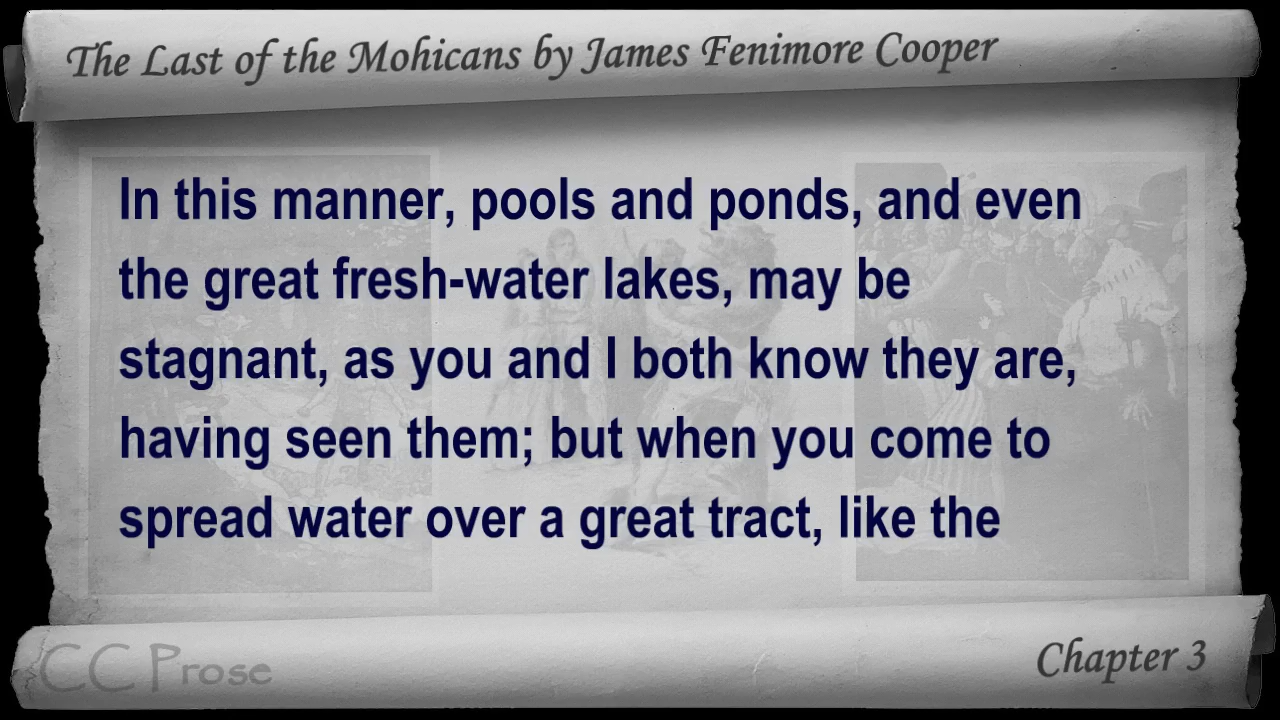 The Last of the Mohicans by James Fenimore Cooper
In this manner, pools and ponds, and even
the great fresh-water lakes, may be
stagnant, as you and I both know they are,
having seen them; but when you come to
spread water over a great tract, like the
CC Prose
Chapter 3